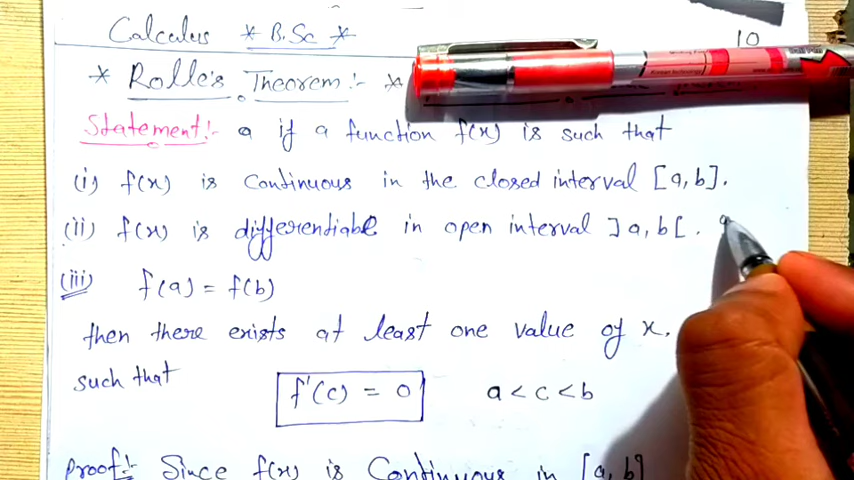 Calculus * B.Sc *
10
* Rolle's Theorem :- *
Statement :- a if a function f(x) is such that
(i) f(x) is continuous in the closed interval [a, b].
(ii) f(x) is differentiable in open interval ]a, b[. a
(iii) f(a) = f(b)
then there exists at least one value of x,
such that
f'(c) = 0 a < c < b
Proof :- Since f(x) is Continuous in [a, b]